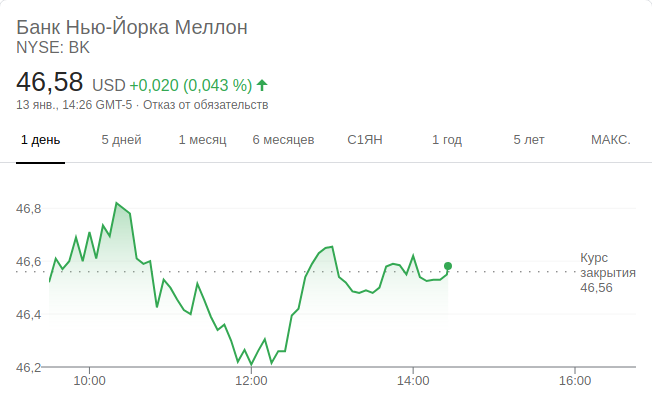 Банк Нью-Йорка Меллон
NYSE: BK
46,58 USD +0,020 (0,043 %)
13 янв., 14:26 GMT-5 · Отказ от обязательств
1 день 5 дней 1 месяц 6 месяцев С1ЯН 1 год 5 лет МАКС.
46,8
46,6
46,4
46,2
Курс
закрытия
46,56
10:00 12:00 14:00 16:00